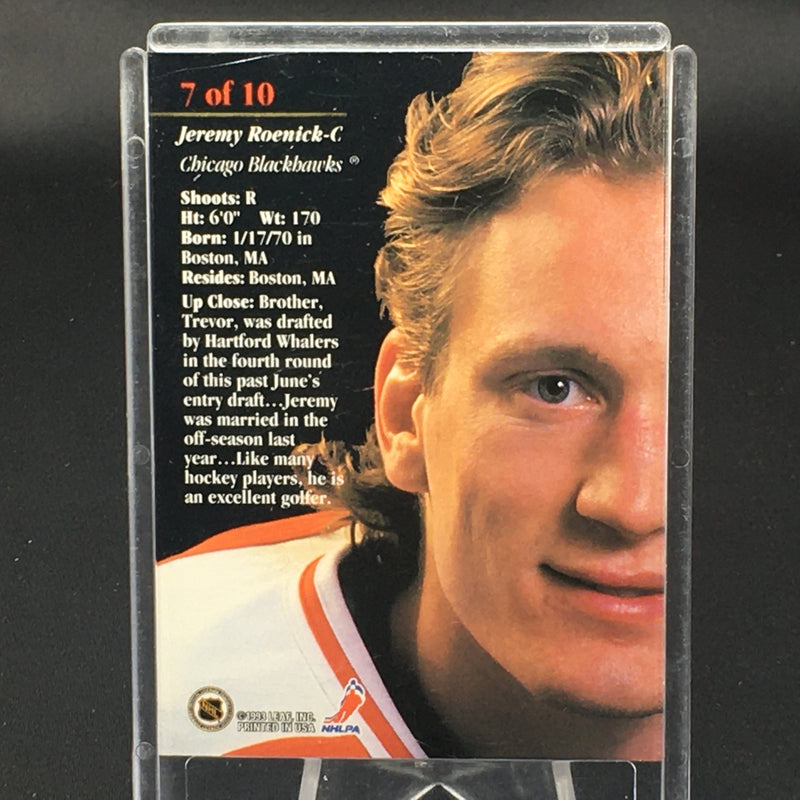 7 of 10
Jeremy Roenick-C
Chicago Blackhawks ®
Shoots: R
Ht: 6'0" Wt: 170
Born: 1/17/70 in
Boston, MA
Resides: Boston, MA
Up Close: Brother,
Trevor, was drafted
by Hartford Whalers
in the fourth round
of this past June's
entry draft...Jeremy
was married in the
off-season last
year...Like many
hockey players, he is
an excellent golfer.
NHL
©1993 LEAF, INC.
PRINTED IN USA
NHLPA